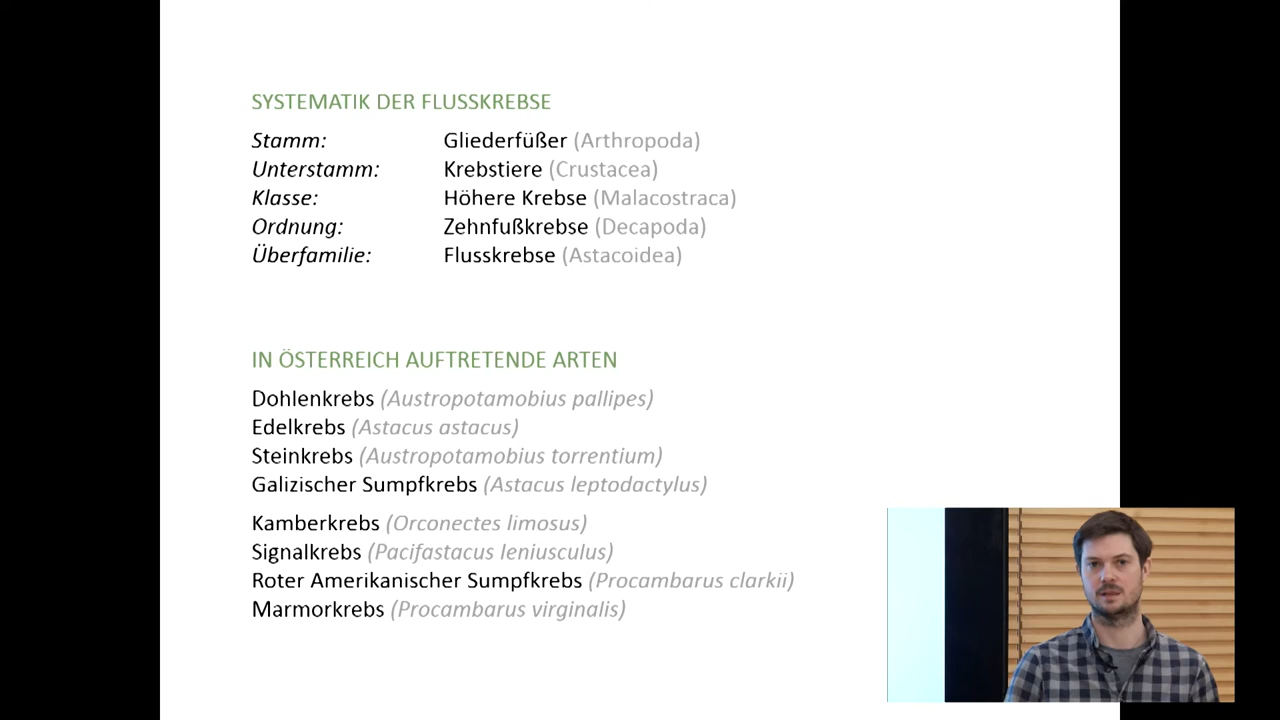 SYSTEMATIK DER FLUSSKREBSE
Stamm: Gliederfüßer (Arthropoda)
Unterstamm: Krebstiere (Crustacea)
Klasse: Höhere Krebse (Malacostraca)
Ordnung: Zehnfußkrebse (Decapoda)
Überfamilie: Flusskrebse (Astacoidea)
IN ÖSTERREICH AUFTRETENDE ARTEN
Dohlenkrebs (Austropotamobius pallipes)
Edelkrebs (Astacus astacus)
Steinkrebs (Austropotamobius torrentium)
Galizischer Sumpfkrebs (Astacus leptodactylus)
Kamberkrebs (Orconectes limosus)
Signalkrebs (Pacifastacus leniusculus)
Roter Amerikanischer Sumpfkrebs (Procambarus clarkii)
Marmorkrebs (Procambarus virginalis)